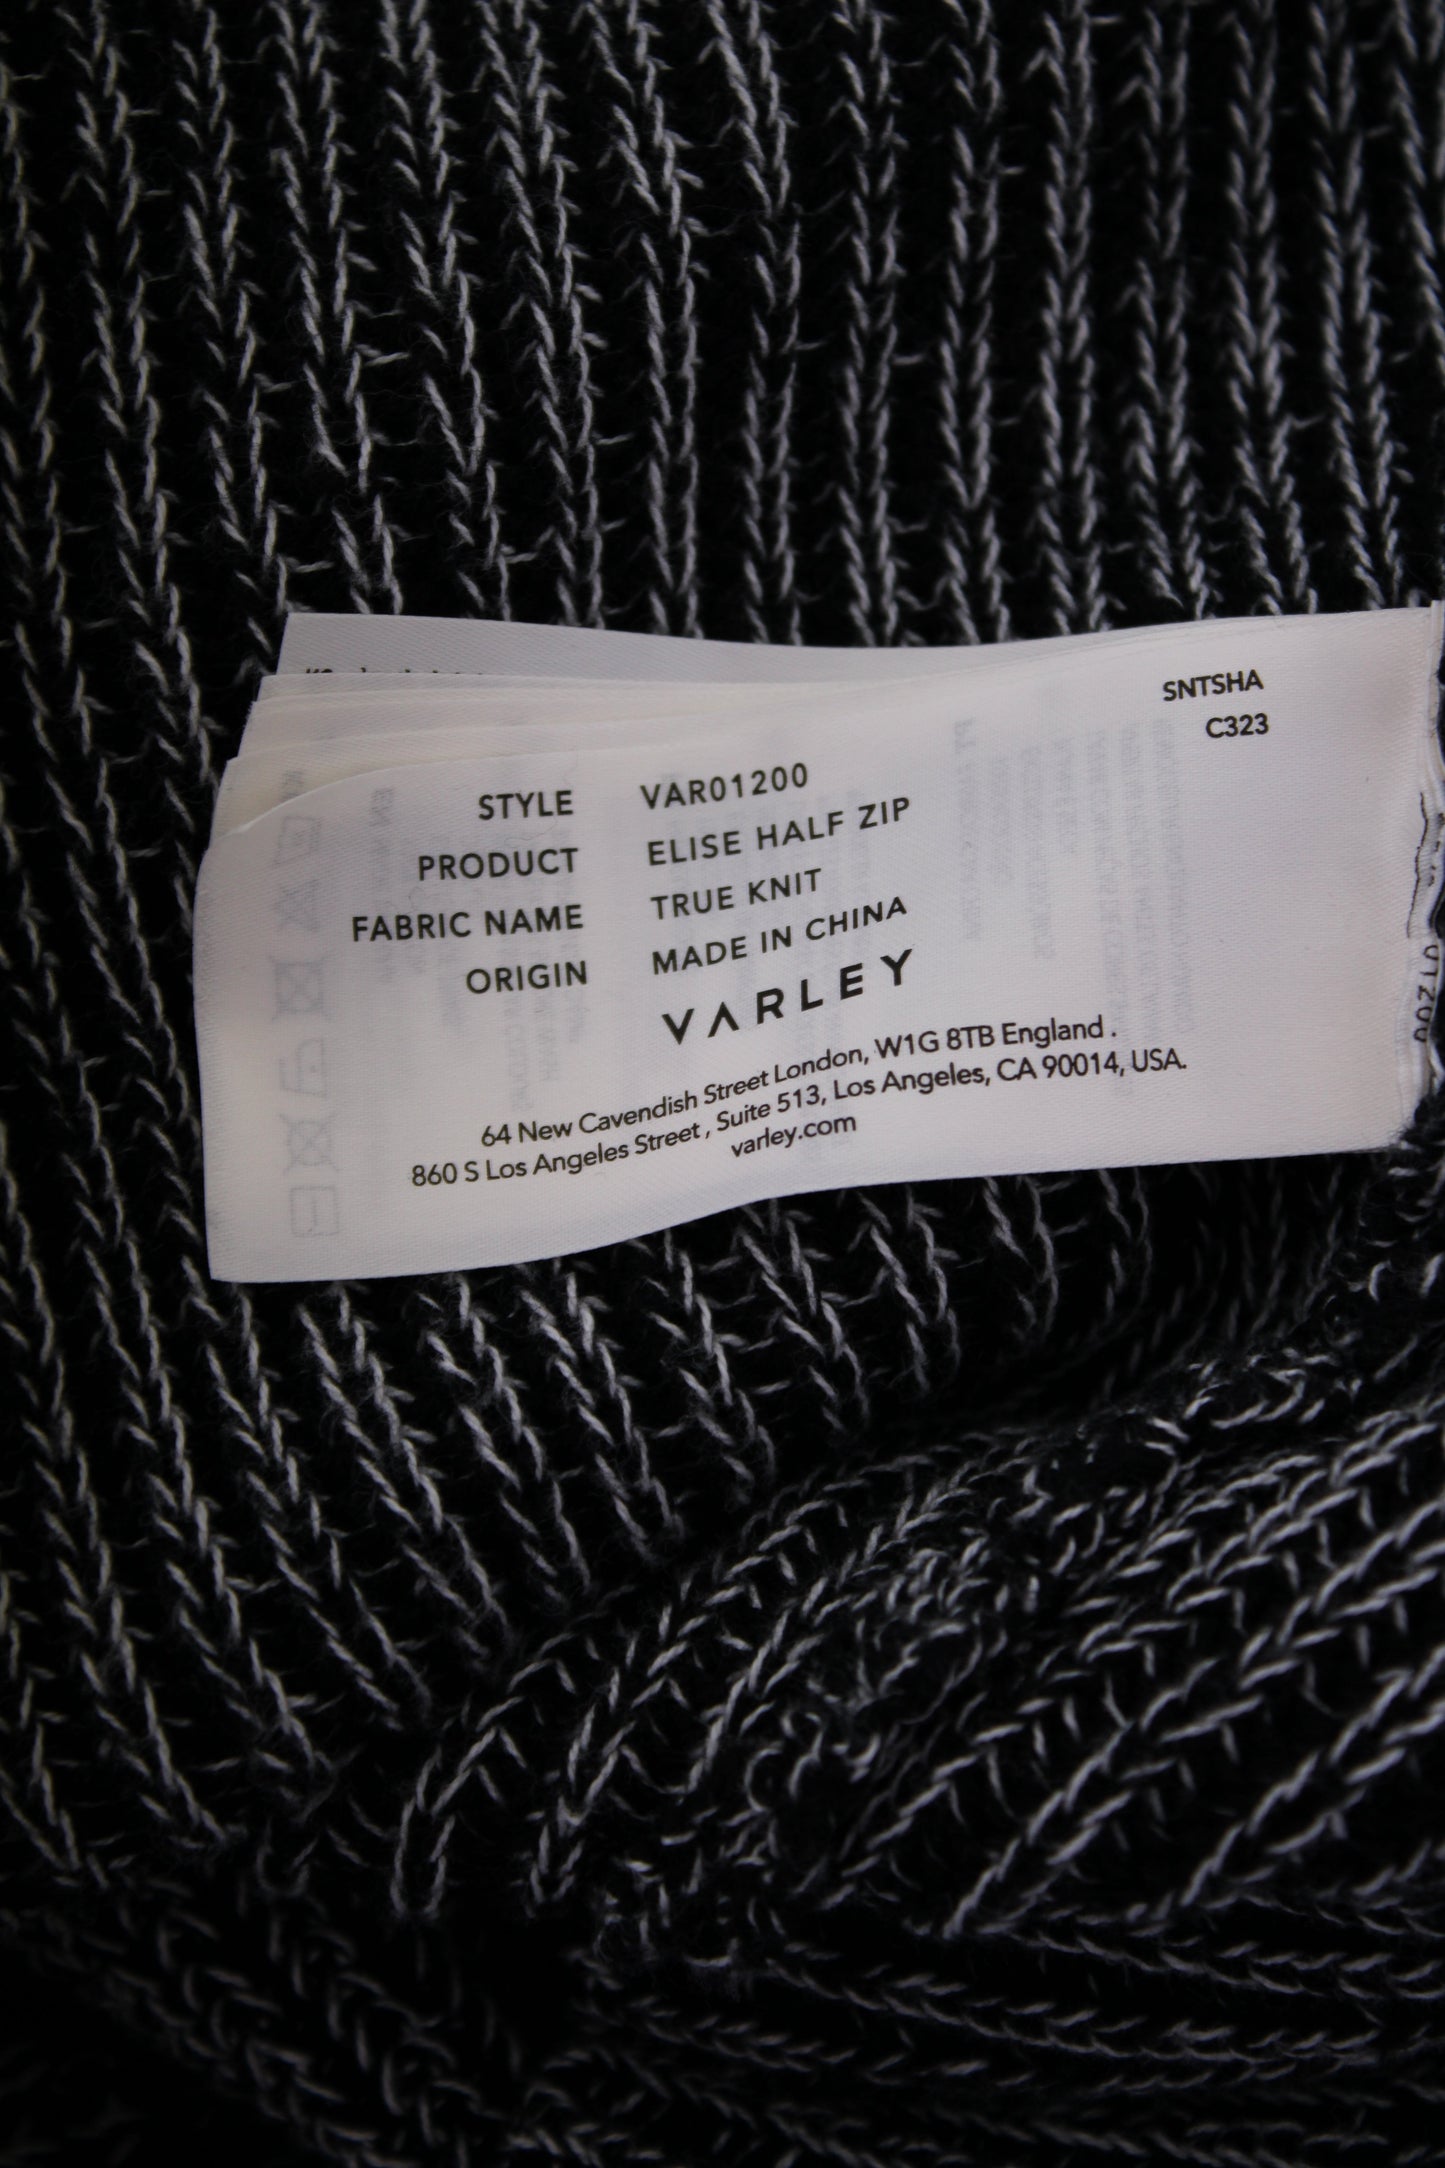 SNTSHA
C323
STYLE VAR01200
PRODUCT ELISE HALF ZIP
FABRIC NAME TRUE KNIT
ORIGIN MADE IN CHINA
VARLEY
64 New Cavendish Street London, W1G 8TB England .
860 S Los Angeles Street , Suite 513, Los Angeles, CA 90014, USA.
varley.com